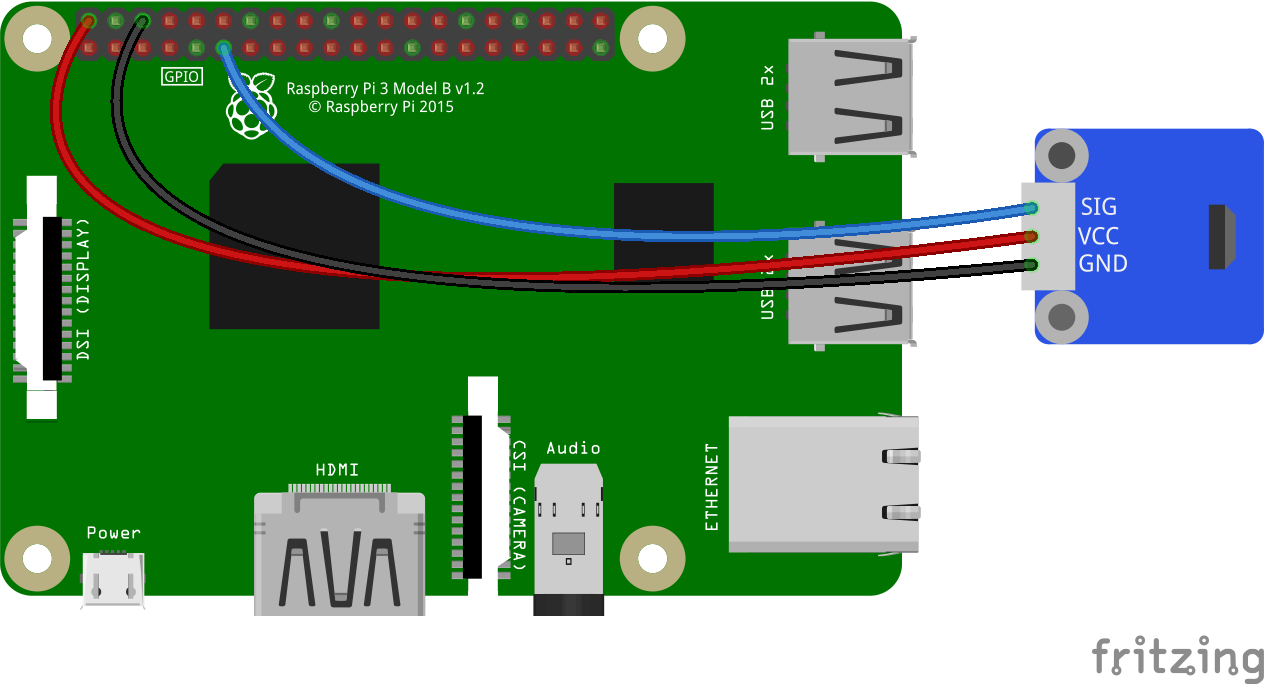 GPIO
Raspberry Pi 3 Model B v1.2
© Raspberry Pi 2015
USB 2x
SIG
VCC
GND
DSI (DISPLAY)
USB 2x
HDMI
CSI (CAMERA)
Audio
ETHERNET
Power
fritzing